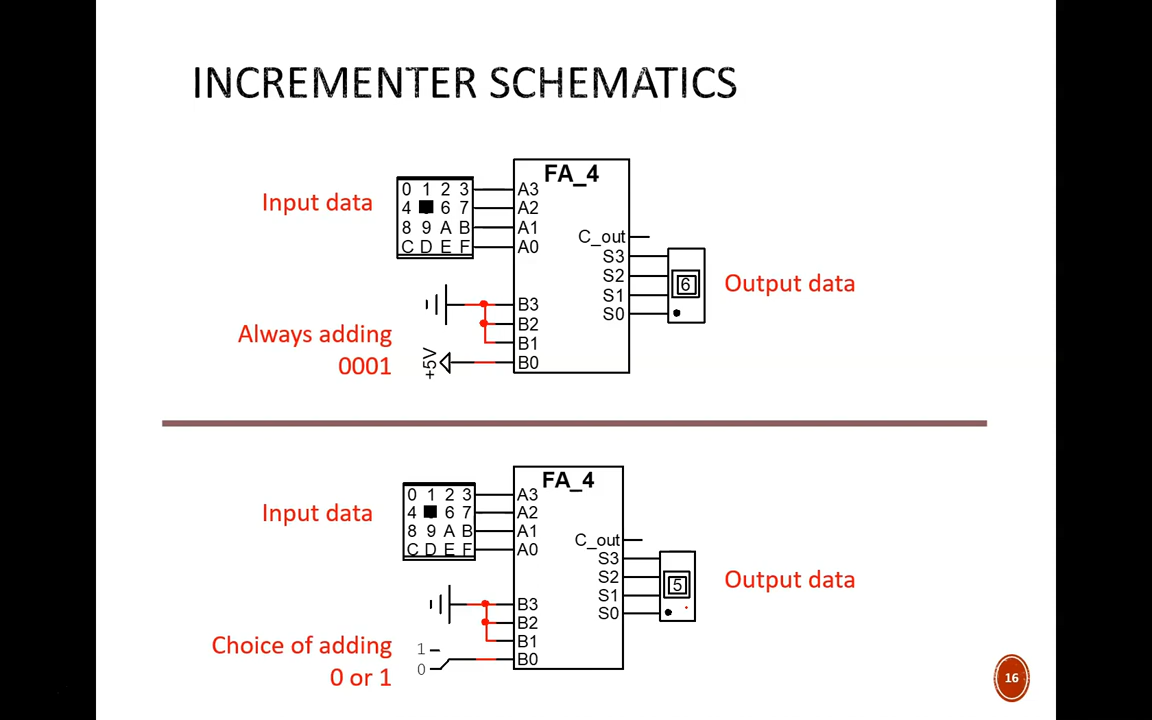 INCREMENTER SCHEMATICS
FA_4
Input data
0 1 2 3
4 6 7
8 9 A B
C D E F
A3
A2
A1
A0
C_out
S3
S2
S1
S0
6
Output data
B3
B2
B1
B0
Always adding
0001
+5V
FA_4
Input data
0 1 2 3
4 6 7
8 9 A B
C D E F
A3
A2
A1
A0
C_out
S3
S2
S1
S0
5
Output data
B3
B2
B1
B0
Choice of adding
0 or 1
1
0
16